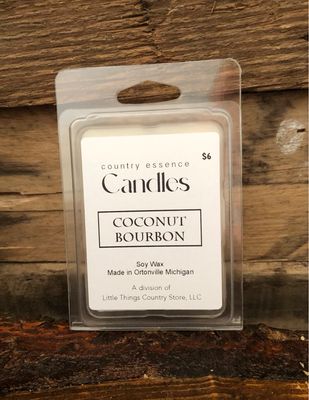 $6
country essence
Candles
COCONUT
BOURBON
Soy Wax
Made in Ortonville Michigan
A division of
Little Things Country Store, LLC